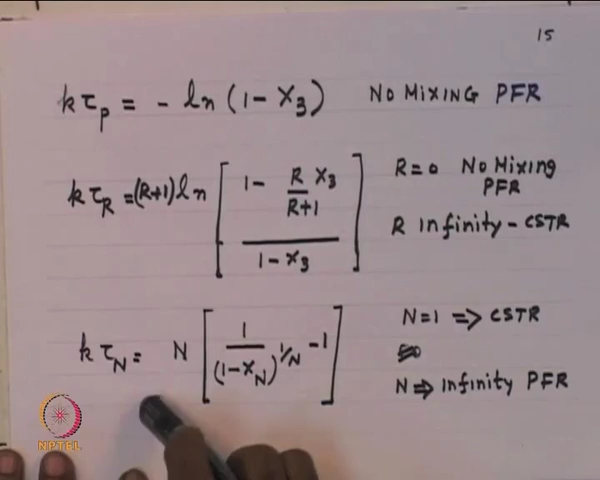 15
kτp = - ln (1 - X3) NO MIXING PFR
kτR = (R+1) ln [ (1 - R/(R+1) X3) / (1 - X3) ] R = 0 No Mixing
PFR
R Infinity - CSTR
kτN = N [ 1/(1-XN)^1/N - 1 ] N=1 => CSTR
N => Infinity PFR
NPTEL